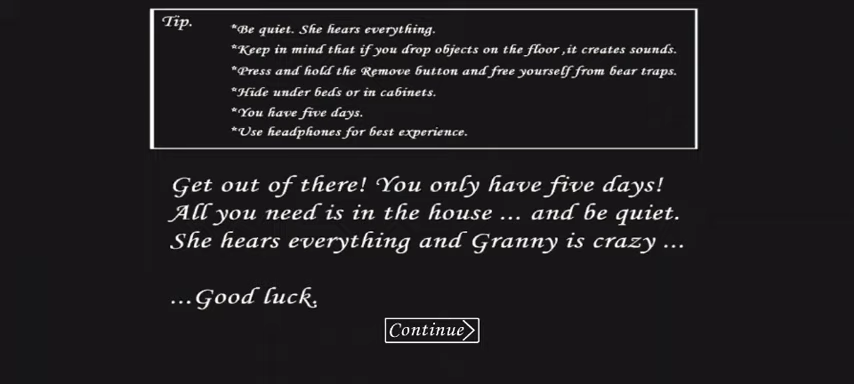 Tip.
*Be quiet. She hears everything.
*Keep in mind that if you drop objects on the floor ,it creates sounds.
*Press and hold the Remove button and free yourself from bear traps.
*Hide under beds or in cabinets.
*You have five days.
*Use headphones for best experience.
Get out of there! You only have five days!
All you need is in the house ... and be quiet.
She hears everything and Granny is crazy ...
...Good luck.
Continue